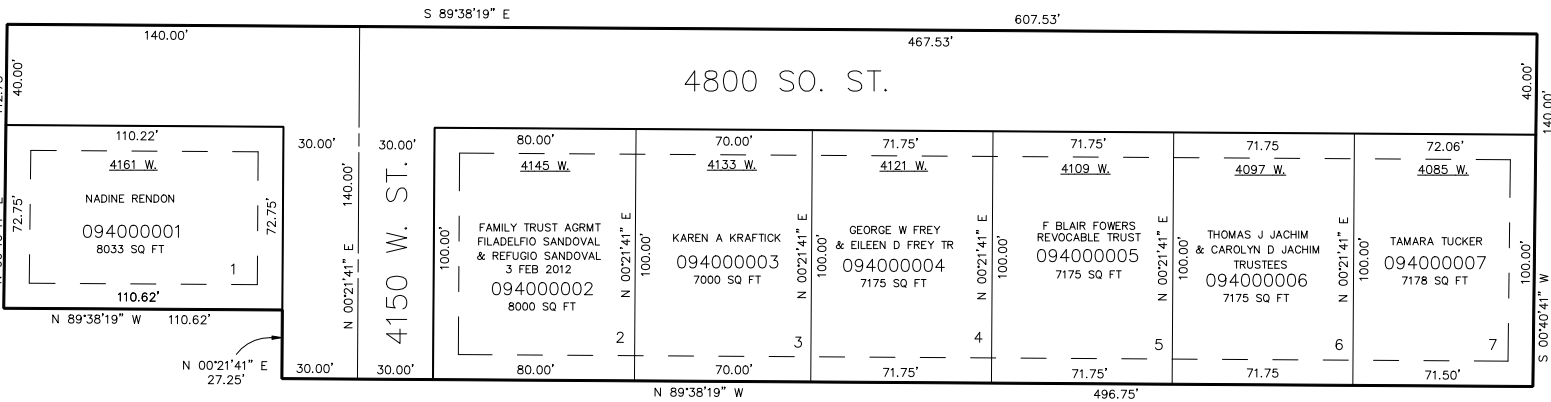 S 89°38'19" E
607.53'
140.00'
467.53'
40.00'
4800 SO. ST.
40.00'
140.00'
110.22'
4161 W.
NADINE RENDON
094000001
8033 SQ FT
1
72.75'
72.75'
110.62'
N 89°38'19" W 110.62'
N 00°21'41" E
27.25'
30.00'
30.00'
140.00'
N 00°21'41" E
4150 W. ST.
30.00'
30.00'
80.00'
4145 W.
100.00'
FAMILY TRUST AGRMT
FILADELFIO SANDOVAL
& REFUGIO SANDOVAL
3 FEB 2012
094000002
8000 SQ FT
2
80.00'
N 00°21'41" E
100.00'
70.00'
4133 W.
KAREN A KRAFTICK
094000003
7000 SQ FT
3
70.00'
N 00°21'41" E
100.00'
71.75'
4121 W.
GEORGE W FREY
& EILEEN D FREY TR
094000004
7175 SQ FT
4
71.75'
N 00°21'41" E
100.00'
71.75'
4109 W.
F BLAIR FOWERS
REVOCABLE TRUST
094000005
7175 SQ FT
5
71.75'
N 00°21'41" E
100.00'
71.75
4097 W.
THOMAS J JACHIM
& CAROLYN D JACHIM
TRUSTEES
094000006
7175 SQ FT
6
71.75
N 00°21'41" E
100.00'
72.06'
4085 W.
TAMARA TUCKER
094000007
7178 SQ FT
7
71.50'
100.00'
S 00°40'41" W
N 89°38'19" W
496.75'